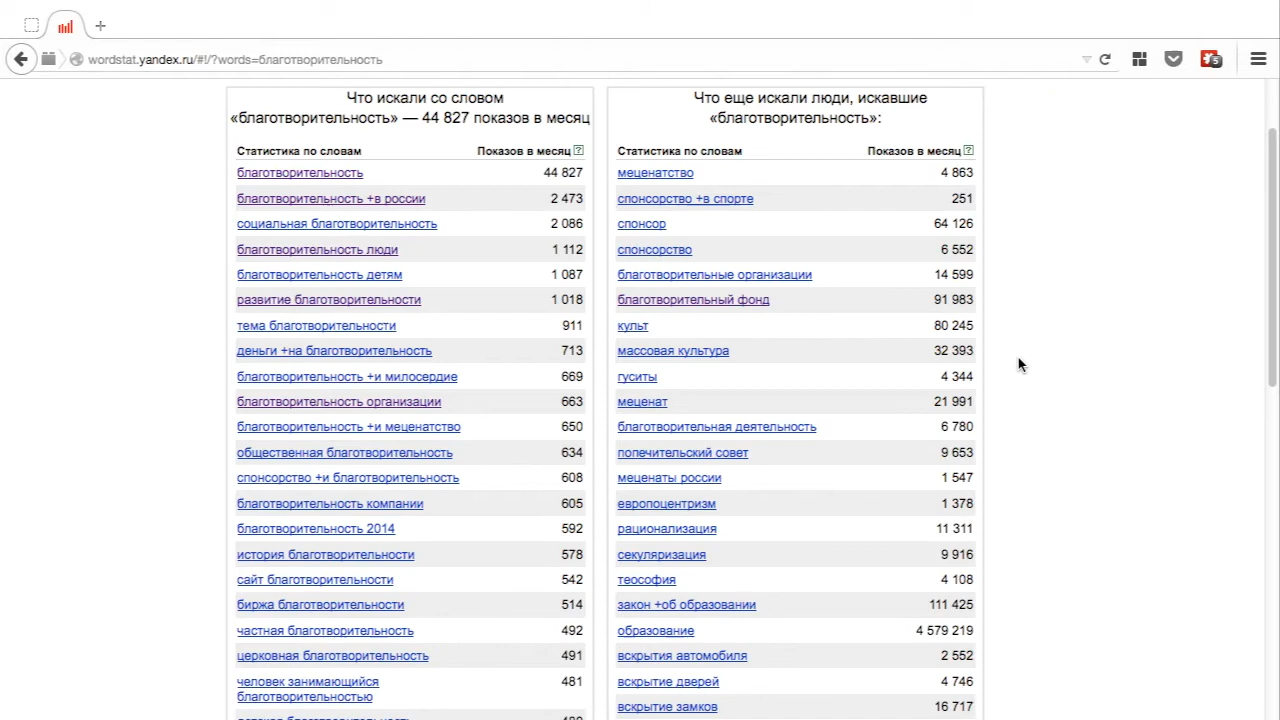 wordstat.yandex.ru/#!/?words=благотворительность
5
Что искали со словом
«благотворительность» — 44 827 показов в месяц
Статистика по словам Показов в месяц ?
благотворительность 44 827
благотворительность +в россии 2 473
социальная благотворительность 2 086
благотворительность люди 1 112
благотворительность детям 1 087
развитие благотворительности 1 018
тема благотворительности 911
деньги +на благотворительность 713
благотворительность +и милосердие 669
благотворительность организации 663
благотворительность +и меценатство 650
общественная благотворительность 634
спонсорство +и благотворительность 608
благотворительность компании 605
благотворительность 2014 592
история благотворительности 578
сайт благотворительности 542
биржа благотворительности 514
частная благотворительность 492
церковная благотворительность 491
человек занимающийся 481
благотворительностью
Что еще искали люди, искавшие
«благотворительность»:
Статистика по словам Показов в месяц ?
меценатство 4 863
спонсорство +в спорте 251
спонсор 64 126
спонсорство 6 552
благотворительные организации 14 599
благотворительный фонд 91 983
культ 80 245
массовая культура 32 393
гуситы 4 344
меценат 21 991
благотворительная деятельность 6 780
попечительский совет 9 653
меценаты россии 1 547
европоцентризм 1 378
рационализация 11 311
секуляризация 9 916
теософия 4 108
закон +об образовании 111 425
образование 4 579 219
вскрытия автомобиля 2 552
вскрытие дверей 4 746
вскрытие замков 16 717